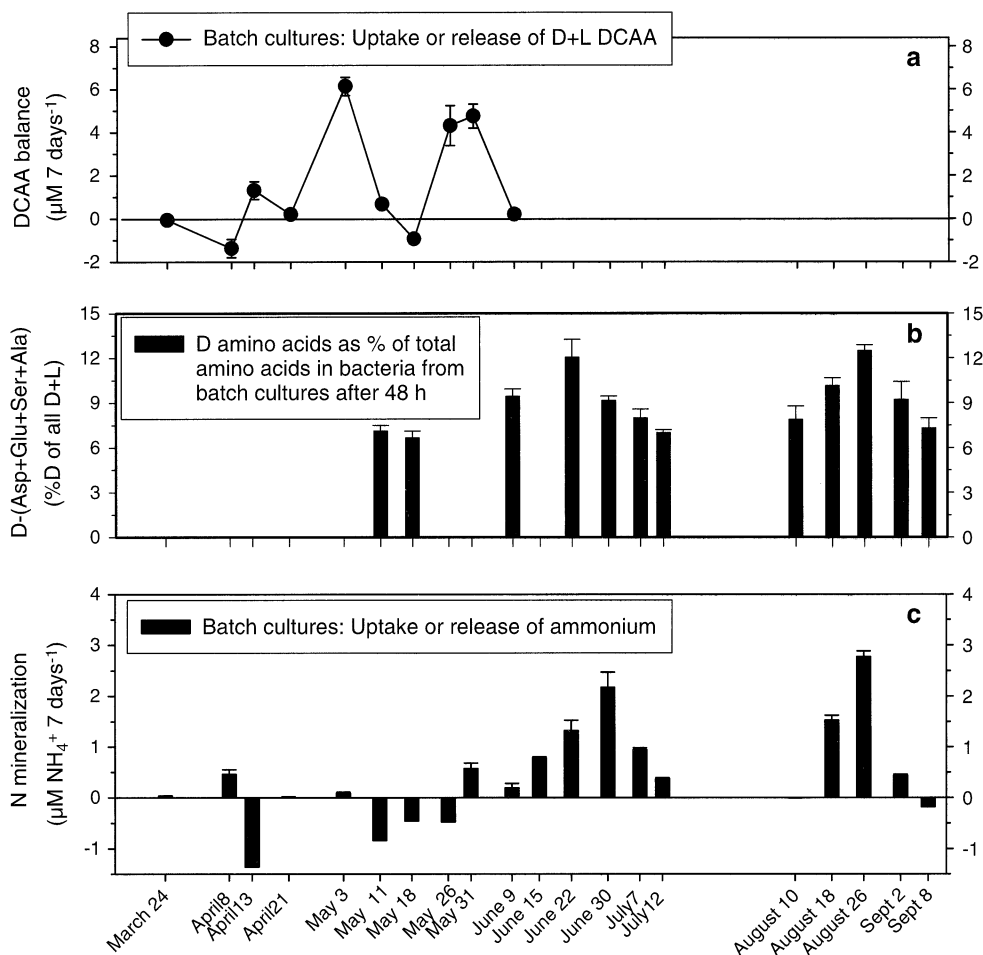 Batch cultures: Uptake or release of D+L DCAA
a
DCAA balance
(µM 7 days-1)
8
6
4
2
0
-2
8
6
4
2
0
-2
D amino acids as % of total
amino acids in bacteria from
batch cultures after 48 h
b
D-(Asp+Glu+Ser+Ala)
(%D of all D+L)
15
12
9
6
3
0
15
12
9
6
3
0
Batch cultures: Uptake or release of ammonium
c
N mineralization
(µM NH4+ 7 days-1)
4
3
2
1
0
-1
4
3
2
1
0
-1
March 24
April8
April13
April21
May 3
May 11
May 18
May 26
May 31
June 9
June 15
June 22
June 30
July7
July12
August 10
August 18
August 26
Sept 2
Sept 8